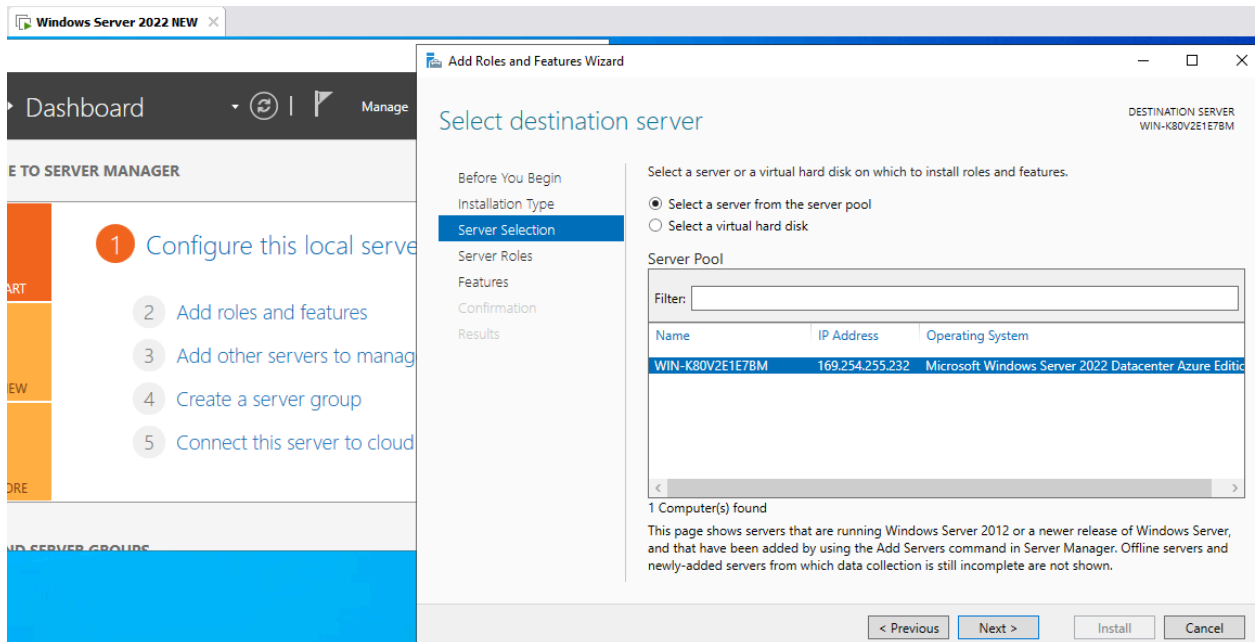 Windows Server 2022 NEW
Dashboard
Manage
E TO SERVER MANAGER
ART
EW
ORE
1 Configure this local serve
2 Add roles and features
3 Add other servers to manag
4 Create a server group
5 Connect this server to cloud
ND SERVER GROUPS
Add Roles and Features Wizard
Select destination server
DESTINATION SERVER
WIN-K80V2E1E7BM
Before You Begin
Installation Type
Server Selection
Server Roles
Features
Confirmation
Results
Select a server or a virtual hard disk on which to install roles and features.
Select a server from the server pool
Select a virtual hard disk
Server Pool
Filter:
Name IP Address Operating System
WIN-K80V2E1E7BM 169.254.255.232 Microsoft Windows Server 2022 Datacenter Azure Editic
1 Computer(s) found
This page shows servers that are running Windows Server 2012 or a newer release of Windows Server,
and that have been added by using the Add Servers command in Server Manager. Offline servers and
newly-added servers from which data collection is still incomplete are not shown.
< Previous Next > Install Cancel